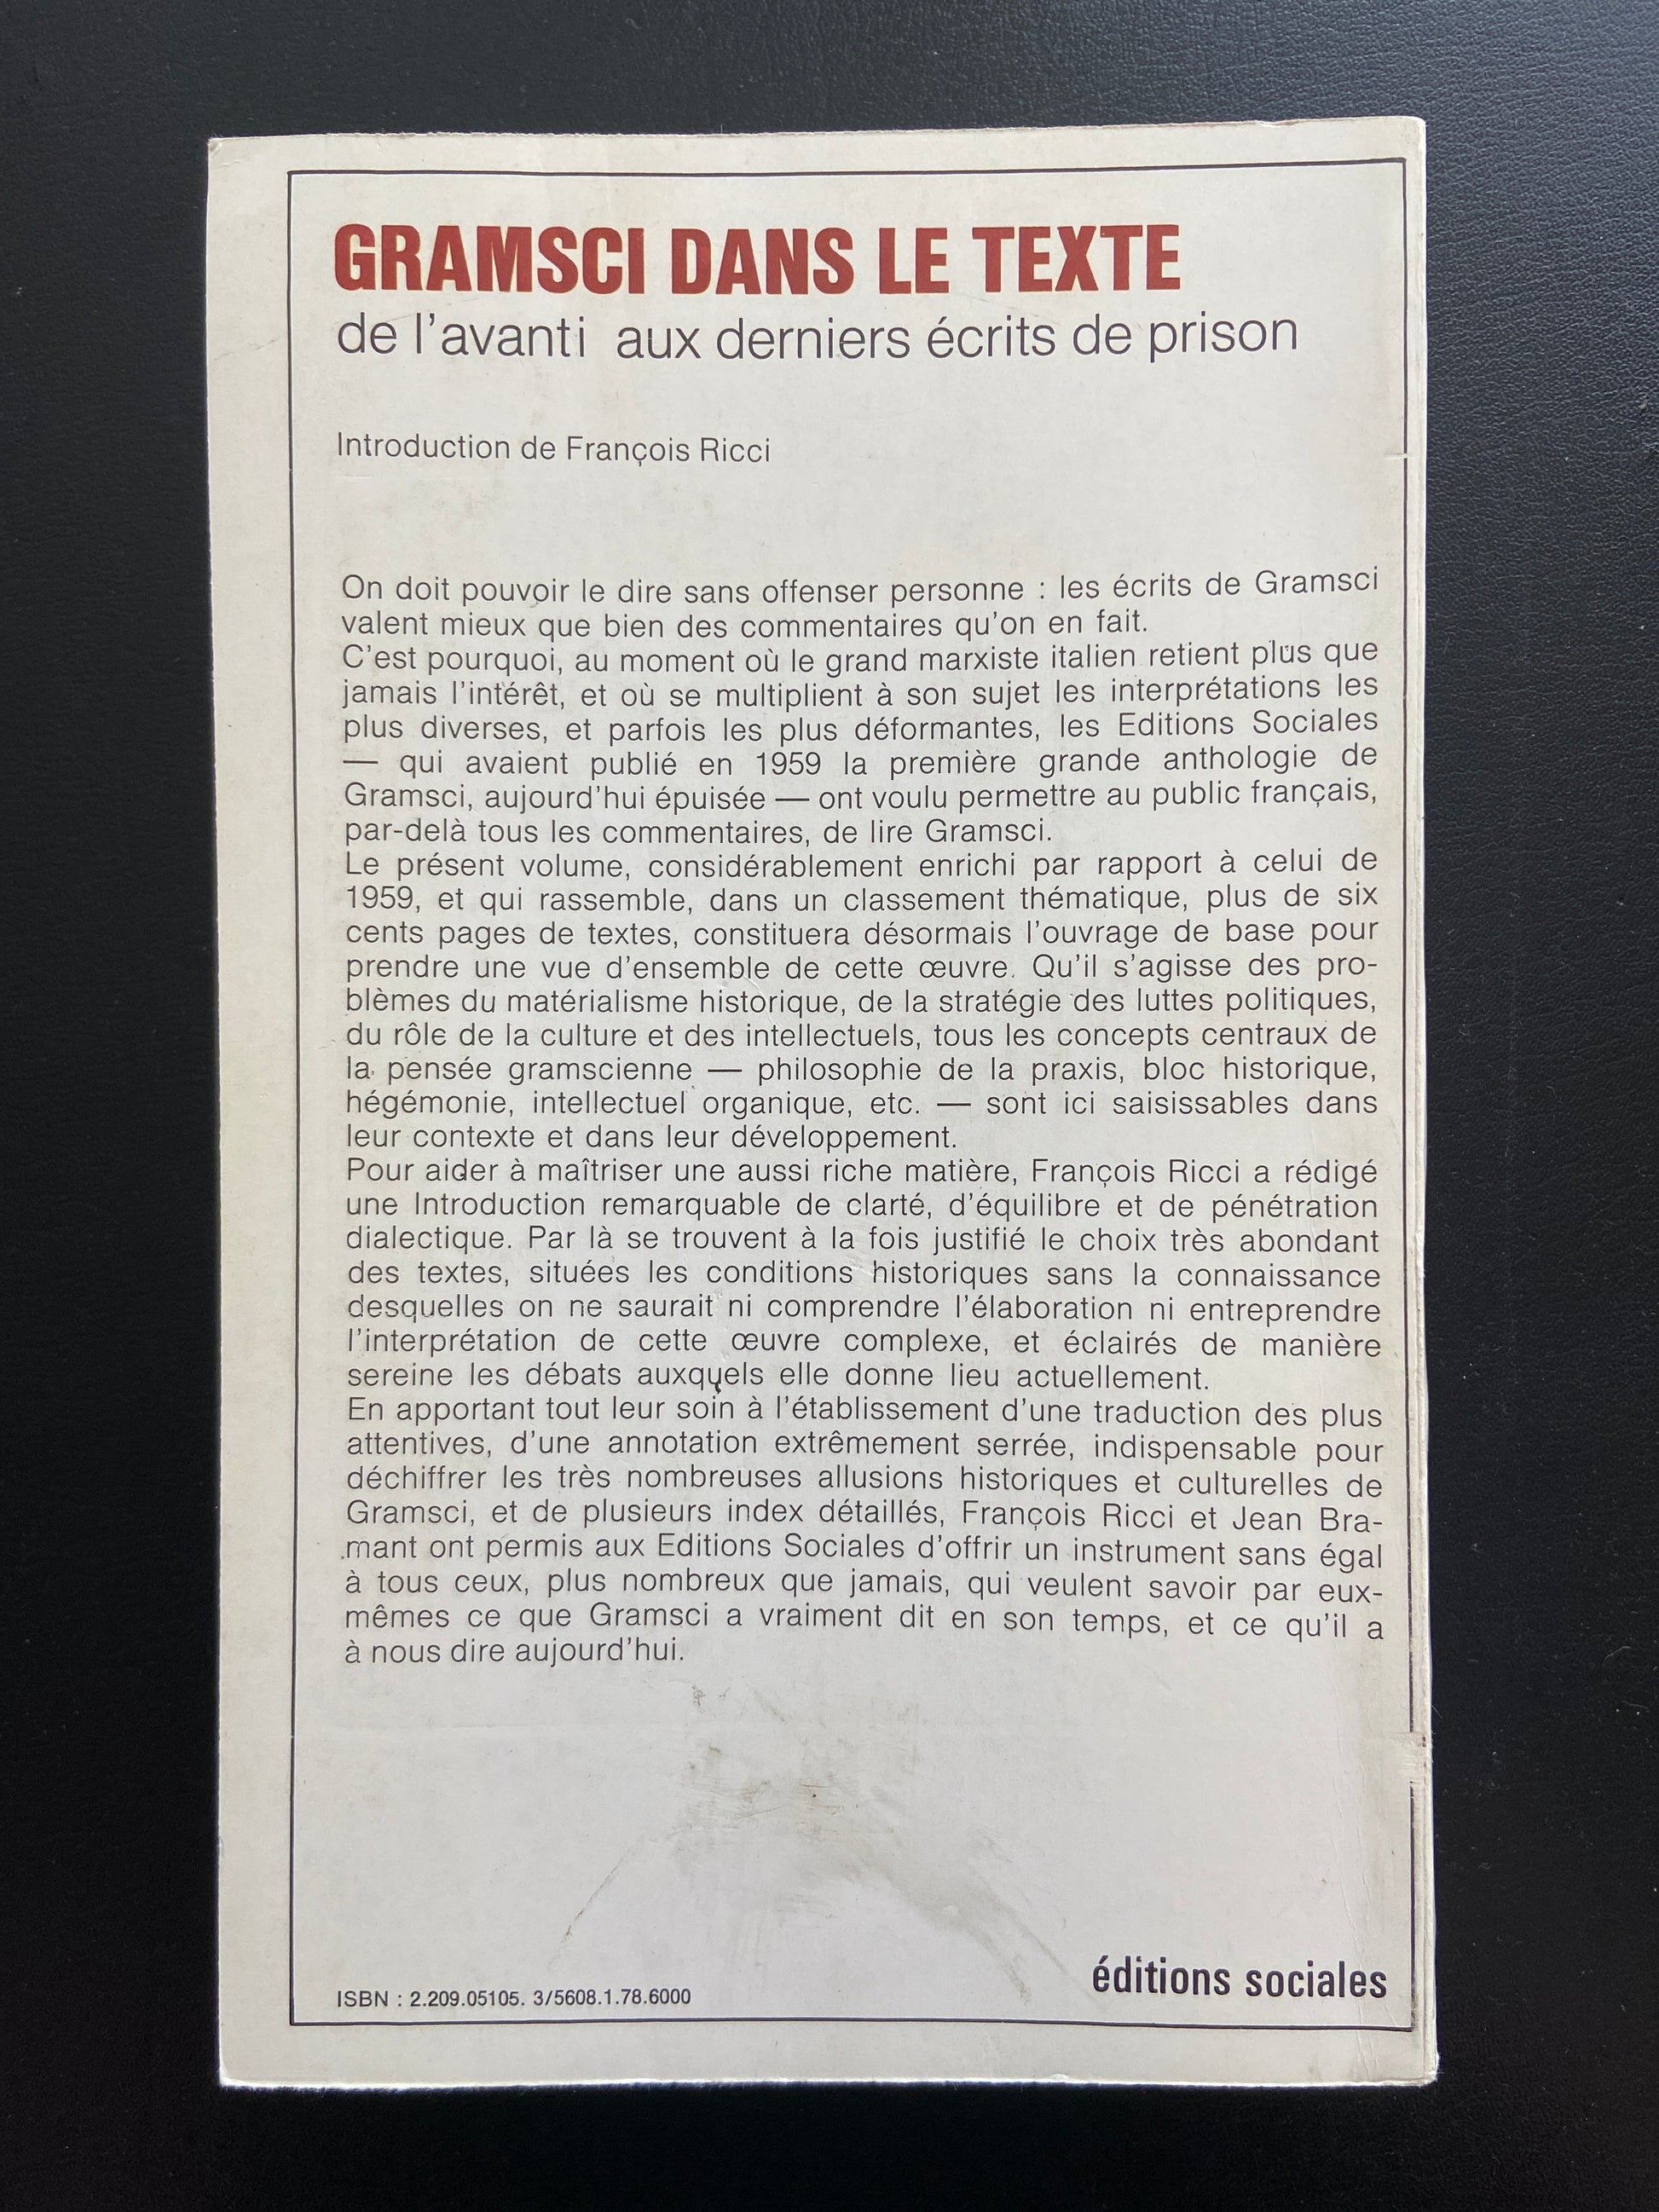 GRAMSCI DANS LE TEXTE
de l'avanti aux derniers écrits de prison
Introduction de François Ricci
On doit pouvoir le dire sans offenser personne : les écrits de Gramsci
valent mieux que bien des commentaires qu'on en fait.
C'est pourquoi, au moment où le grand marxiste italien retient plus que
jamais l'intérêt, et où se multiplient à son sujet les interprétations les
plus diverses, et parfois les plus déformantes, les Editions Sociales
— qui avaient publié en 1959 la première grande anthologie de
Gramsci, aujourd'hui épuisée — ont voulu permettre au public français,
par-delà tous les commentaires, de lire Gramsci.
Le présent volume, considérablement enrichi par rapport à celui de
1959, et qui rassemble, dans un classement thématique, plus de six
cents pages de textes, constituera désormais l'ouvrage de base pour
prendre une vue d'ensemble de cette œuvre. Qu'il s'agisse des pro-
blèmes du matérialisme historique, de la stratégie des luttes politiques,
du rôle de la culture et des intellectuels, tous les concepts centraux de
la pensée gramscienne — philosophie de la praxis, bloc historique,
hégémonie, intellectuel organique, etc. — sont ici saisissables dans
leur contexte et dans leur développement.
Pour aider à maîtriser une aussi riche matière, François Ricci a rédigé
une Introduction remarquable de clarté, d'équilibre et de pénétration
dialectique. Par là se trouvent à la fois justifié le choix très abondant
des textes, situées les conditions historiques sans la connaissance
desquelles on ne saurait ni comprendre l'élaboration ni entreprendre
l'interprétation de cette œuvre complexe, et éclairés de manière
sereine les débats auxquels elle donne lieu actuellement.
En apportant tout leur soin à l'établissement d'une traduction des plus
attentives, d'une annotation extrêmement serrée, indispensable pour
déchiffrer les très nombreuses allusions historiques et culturelles de
Gramsci, et de plusieurs index détaillés, François Ricci et Jean Bra-
mant ont permis aux Editions Sociales d'offrir un instrument sans égal
à tous ceux, plus nombreux que jamais, qui veulent savoir par eux-
mêmes ce que Gramsci a vraiment dit en son temps, et ce qu'il a
à nous dire aujourd'hui.
éditions sociales
ISBN : 2.209.05105. 3/5608.1.78.6000